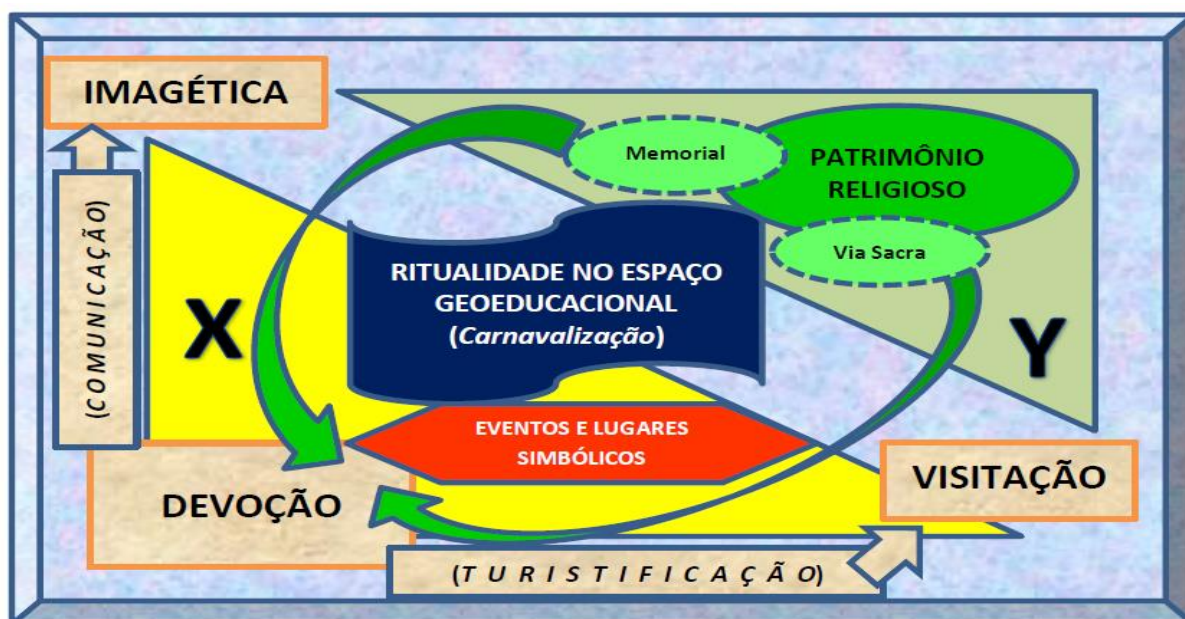 IMAGÉTICA
Memorial
PATRIMÔNIO
RELIGIOSO
Via Sacra
(COMUNICAÇÃO)
X
RITUALIDADE NO ESPAÇO
GEOEDUCACIONAL
(Carnavalização)
Y
EVENTOS E LUGARES
SIMBÓLICOS
DEVOÇÃO
VISITAÇÃO
(TURISTIFICAÇÃO)